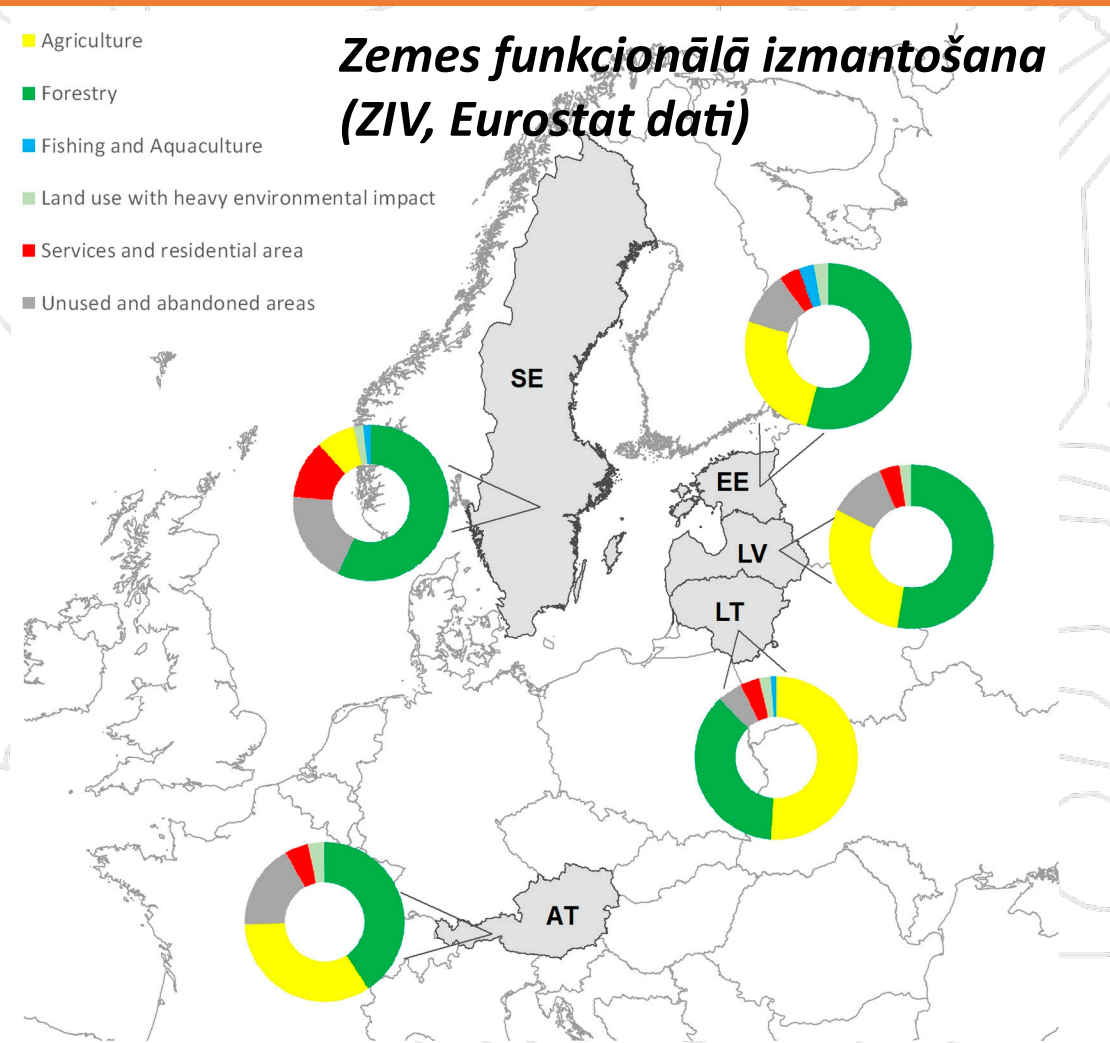 Zemes funkcionālā izmantošana
(ZIV, Eurostat dati)
Agriculture
Forestry
Fishing and Aquaculture
Land use with heavy environmental impact
Services and residential area
Unused and abandoned areas
SE
EE
LV
LT
AT